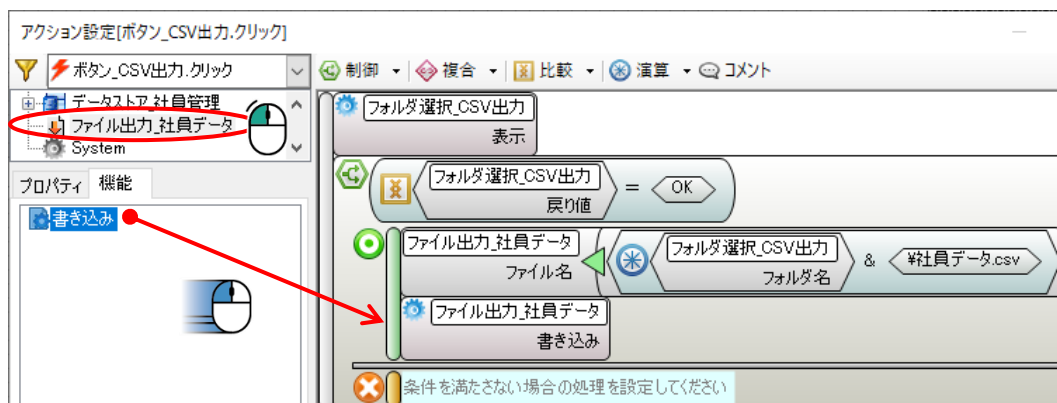 アクション設定[ボタン_CSV出力.クリック]
ボタン_CSV出力.クリック
制御 複合 比較 演算 コメント
データストア_社員管理
ファイル出力_社員データ
System
プロパティ 機能
書き込み
フォルダ選択_CSV出力
表示
フォルダ選択_CSV出力
戻り値
= OK
ファイル出力_社員データ
ファイル名
フォルダ選択_CSV出力
フォルダ名
& ¥社員データ.csv
ファイル出力_社員データ
書き込み
条件を満たさない場合の処理を設定してください